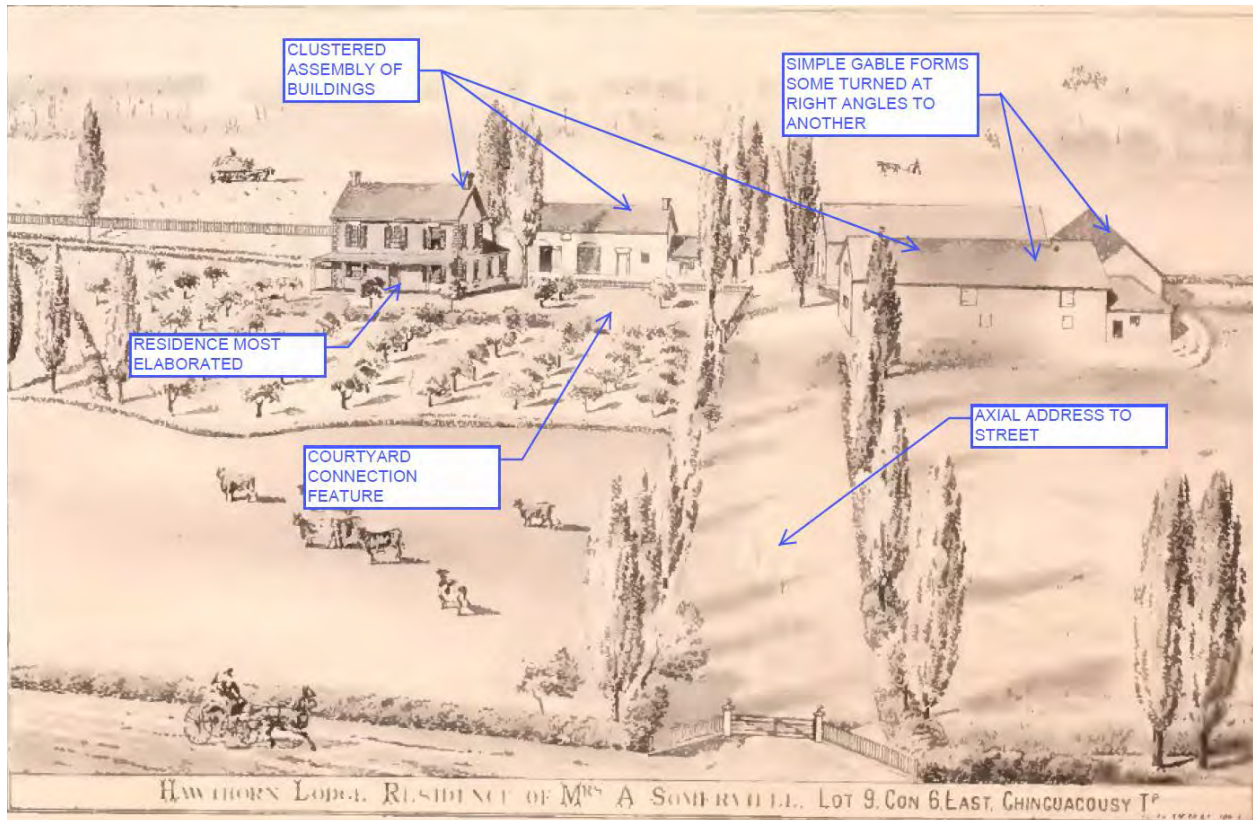 CLUSTERED
ASSEMBLY OF
BUILDINGS
SIMPLE GABLE FORMS
SOME TURNED AT
RIGHT ANGLES TO
ANOTHER
RESIDENCE MOST
ELABORATED
AXIAL ADDRESS TO
STREET
COURTYARD
CONNECTION
FEATURE
HAWTHORN LODGE RESIDENCE OF MRS A SOMERVILLE, LOT 9, CON 6, EAST, CHINGUACOUSY TP